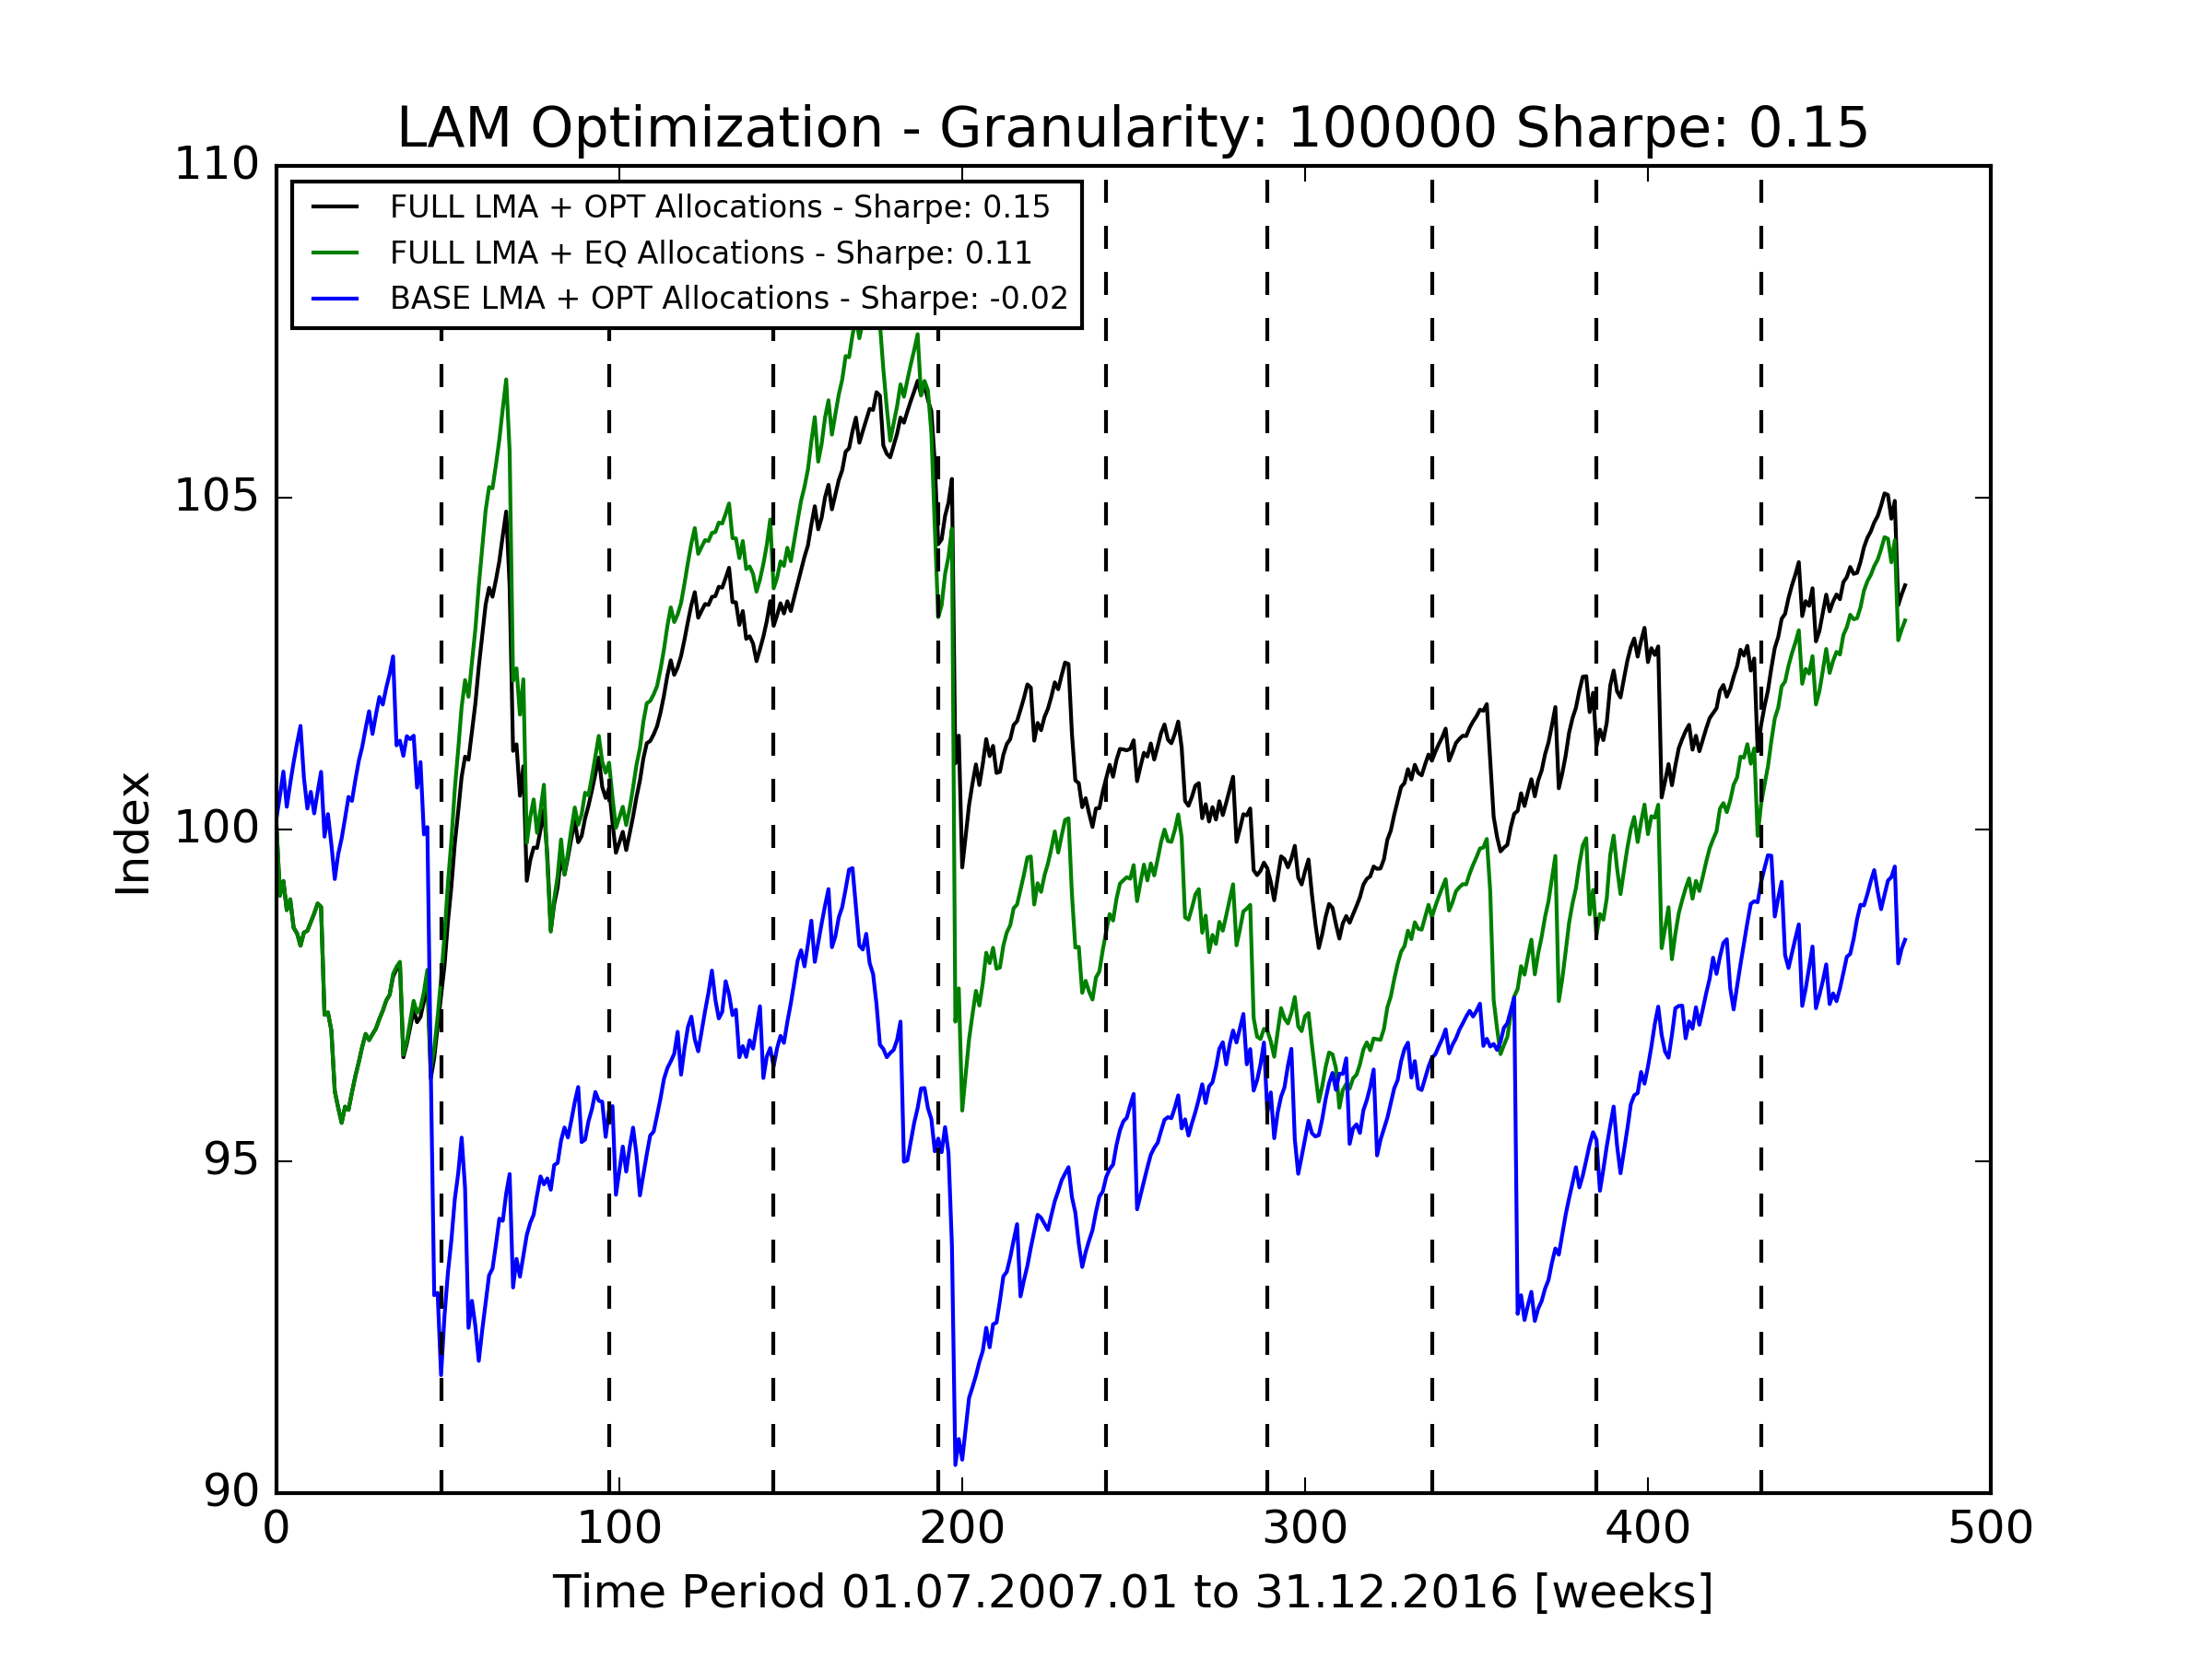 LAM Optimization - Granularity: 100000 Sharpe: 0.15
110
105
100
95
90
Index
FULL LMA + OPT Allocations - Sharpe: 0.15
FULL LMA + EQ Allocations - Sharpe: 0.11
BASE LMA + OPT Allocations - Sharpe: -0.02
0 100 200 300 400 500
Time Period 01.07.2007.01 to 31.12.2016 [weeks]